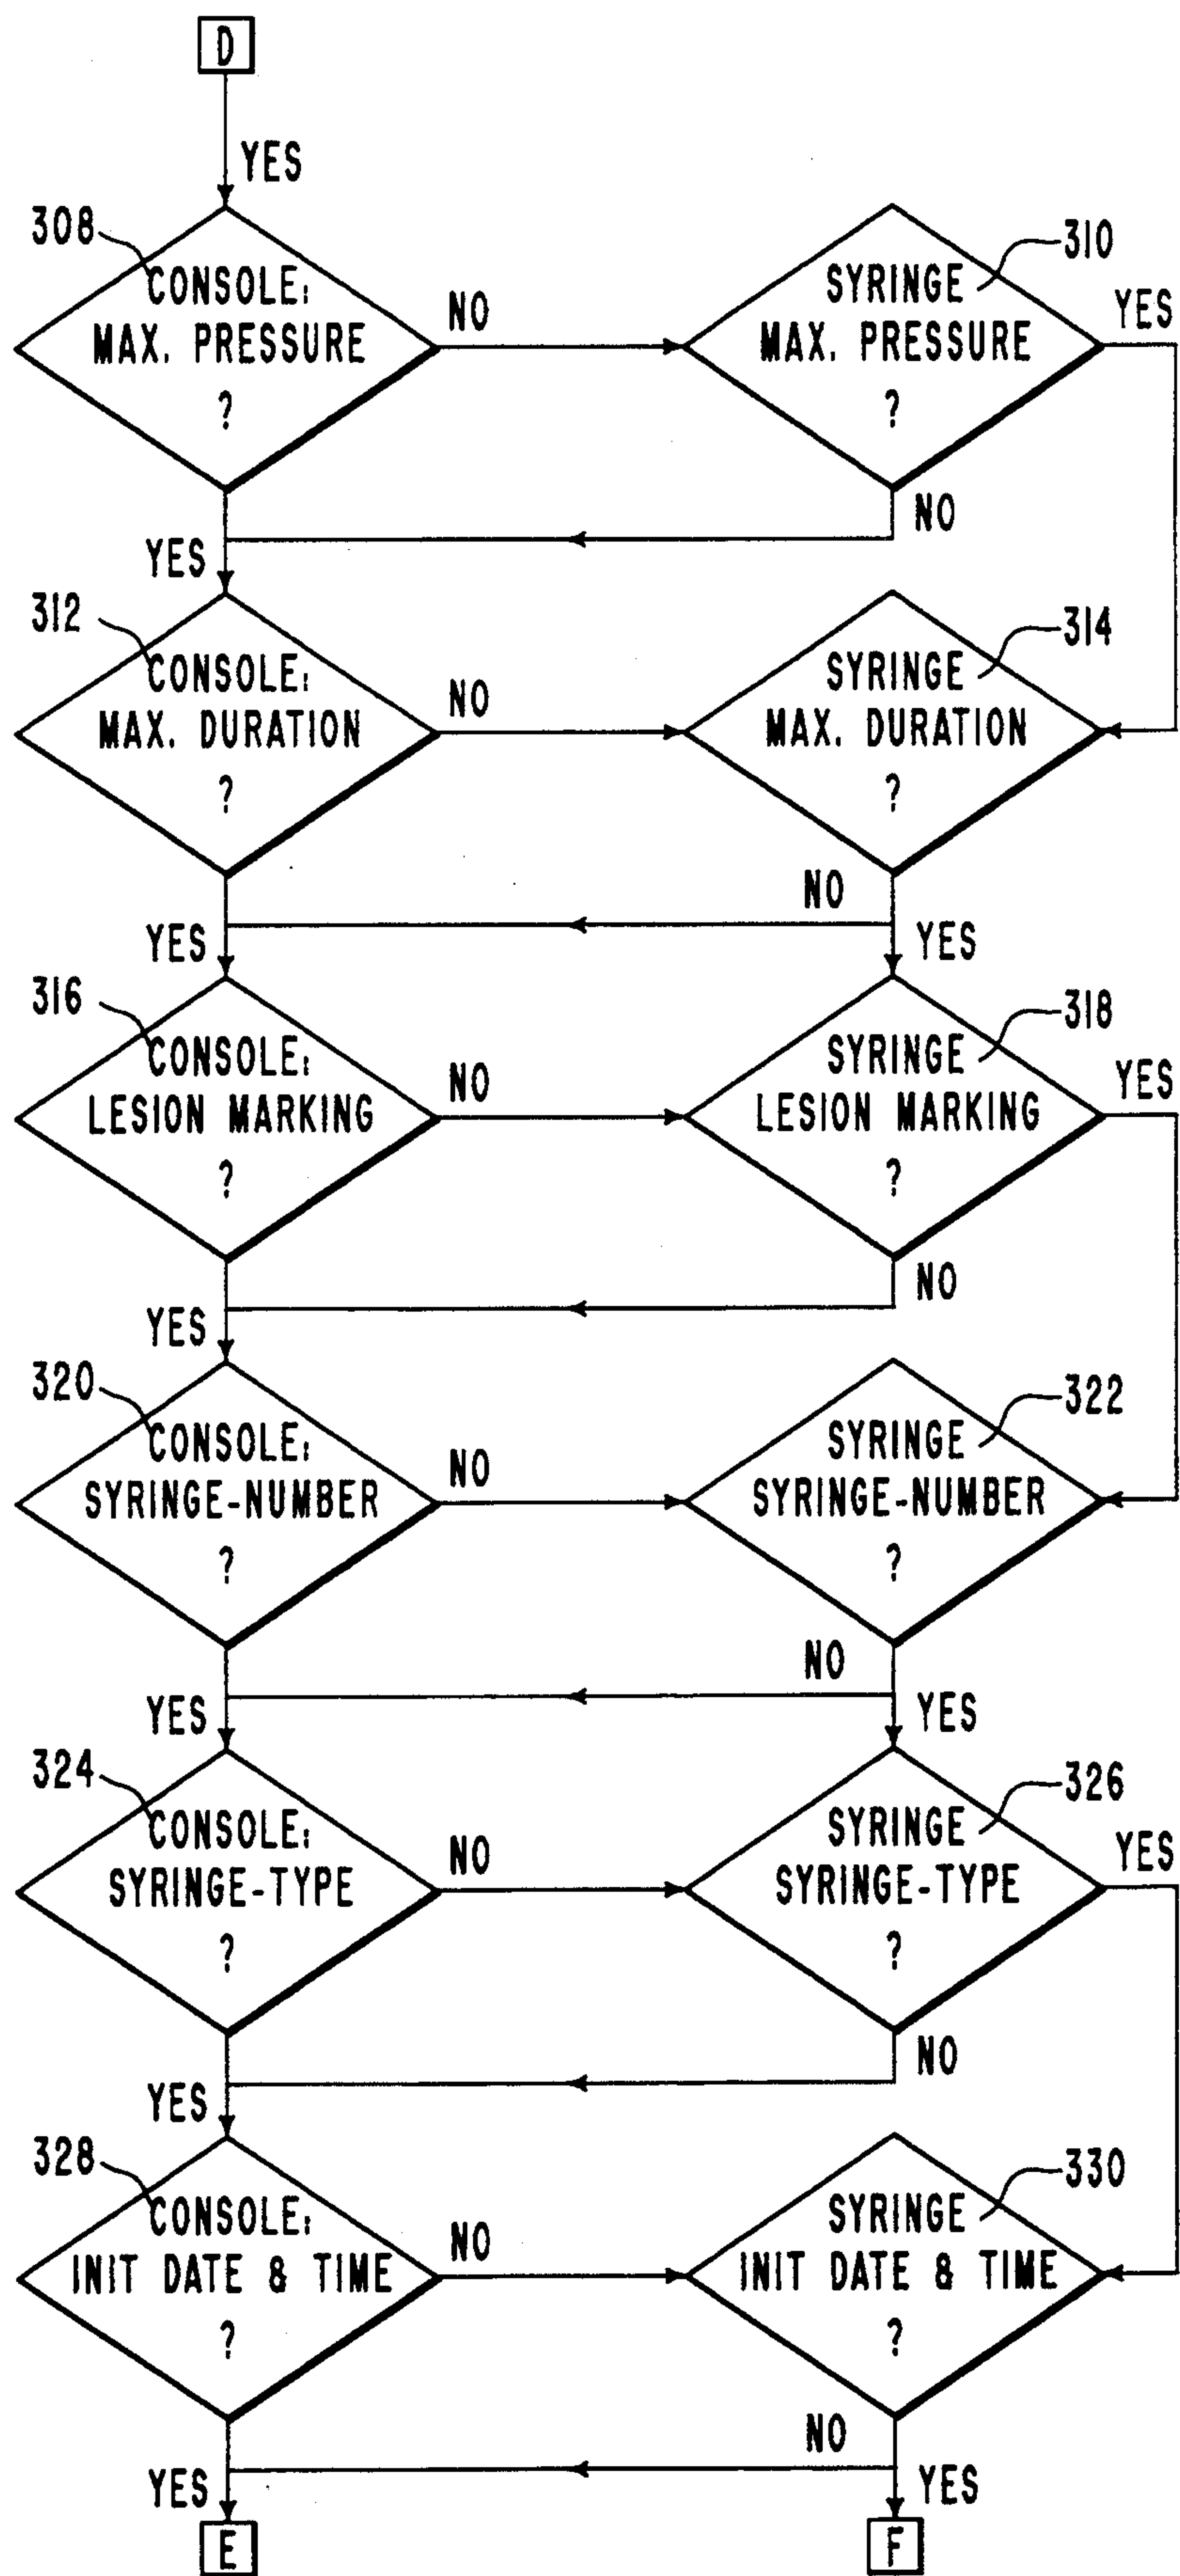 D
YES
308
CONSOLE:
MAX. PRESSURE
?
NO
310
SYRINGE
MAX. PRESSURE
?
YES
NO
YES
312
CONSOLE:
MAX. DURATION
?
NO
314
SYRINGE
MAX. DURATION
?
NO
YES
YES
316
CONSOLE:
LESION MARKING
?
NO
318
SYRINGE
LESION MARKING
?
YES
NO
YES
320
CONSOLE:
SYRINGE-NUMBER
?
NO
322
SYRINGE
SYRINGE-NUMBER
?
NO
YES
YES
324
CONSOLE:
SYRINGE-TYPE
?
NO
326
SYRINGE
SYRINGE-TYPE
?
YES
NO
YES
328
CONSOLE:
INIT DATE & TIME
?
NO
330
SYRINGE
INIT DATE & TIME
?
NO
YES
YES
E
F